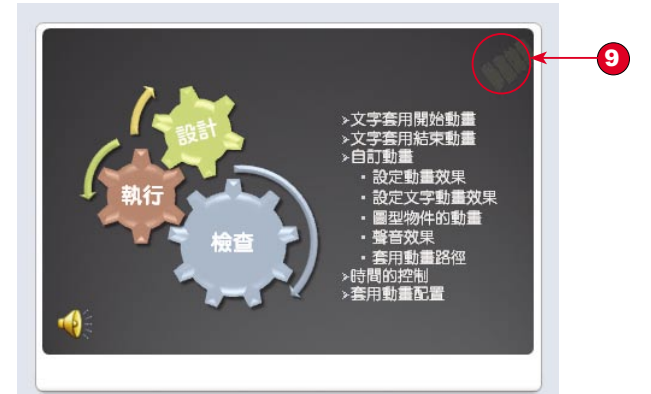 9
設計
執行
檢查
➢文字套用開始動畫
➢文字套用結束動畫
➢自訂動畫
▪ 設定動畫效果
▪ 設定文字動畫效果
▪ 圖型物件的動畫
▪ 聲音效果
▪ 套用動畫路徑
➢時間的控制
➢套用動畫配置